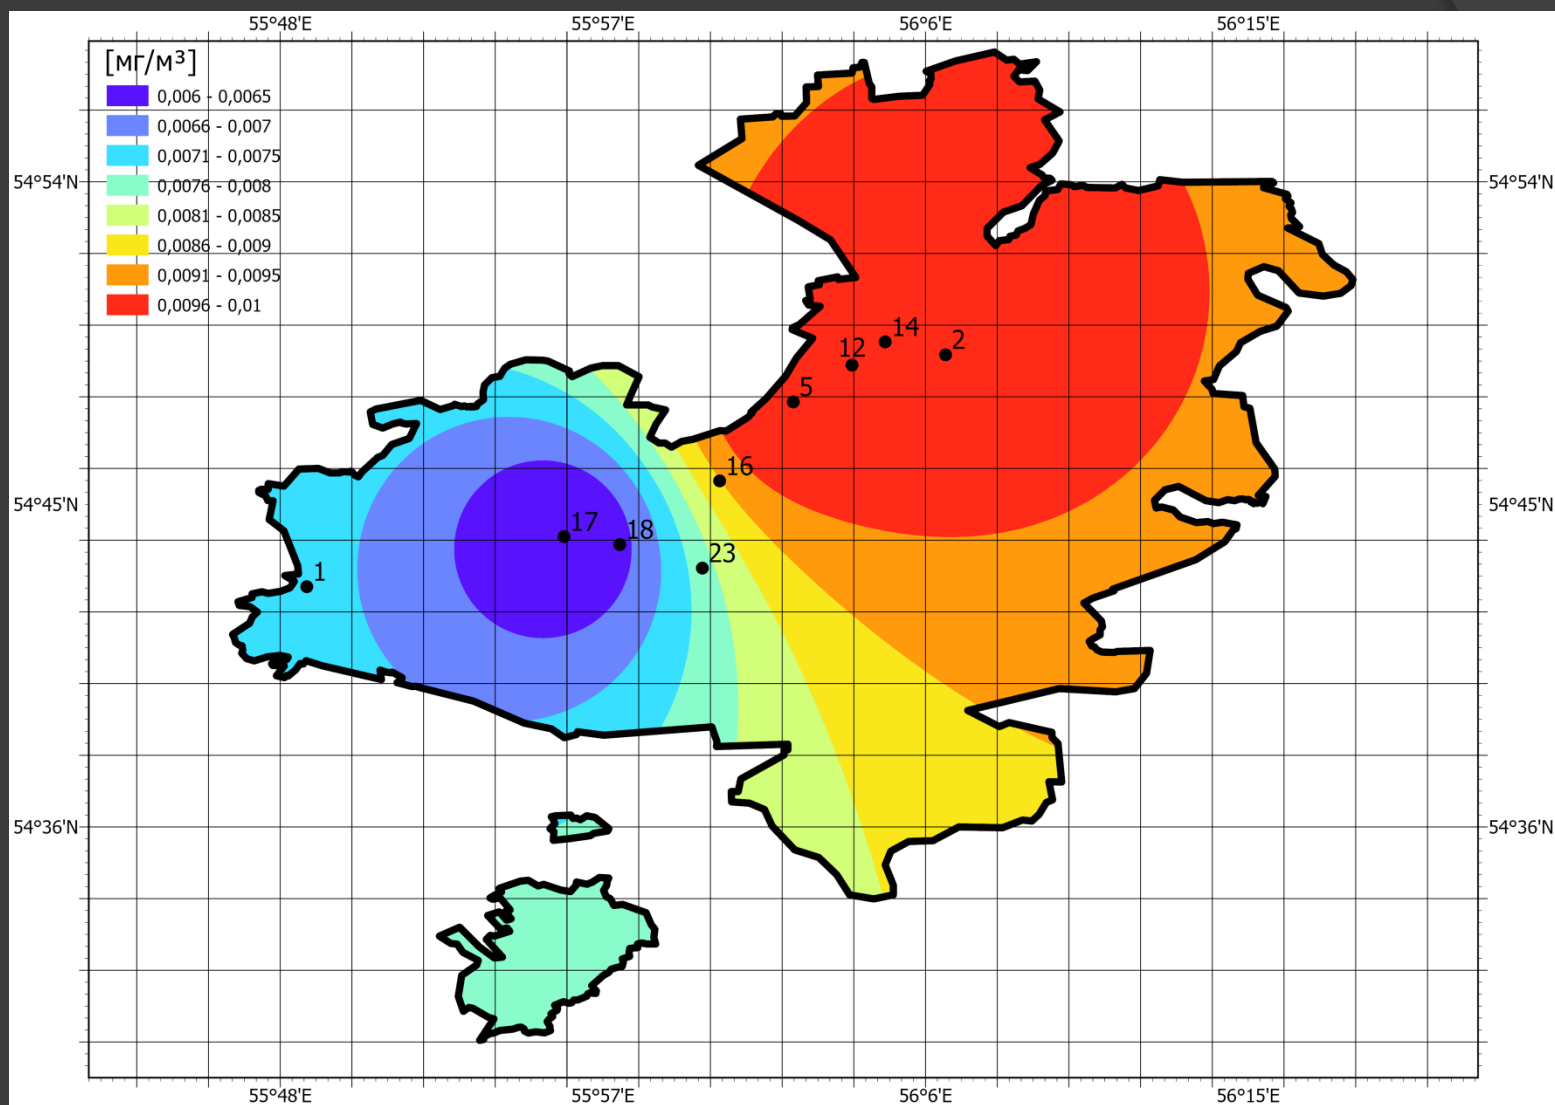 55°48'E 55°57'E 56°6'E 56°15'E
[мг/м³]
0,006 - 0,0065
0,0066 - 0,007
0,0071 - 0,0075
0,0076 - 0,008
0,0081 - 0,0085
0,0086 - 0,009
0,0091 - 0,0095
0,0096 - 0,01
54°54'N 54°54'N
14
2
12
5
16
54°45'N 54°45'N
17
18
23
1
54°36'N 54°36'N
55°48'E 55°57'E 56°6'E 56°15'E